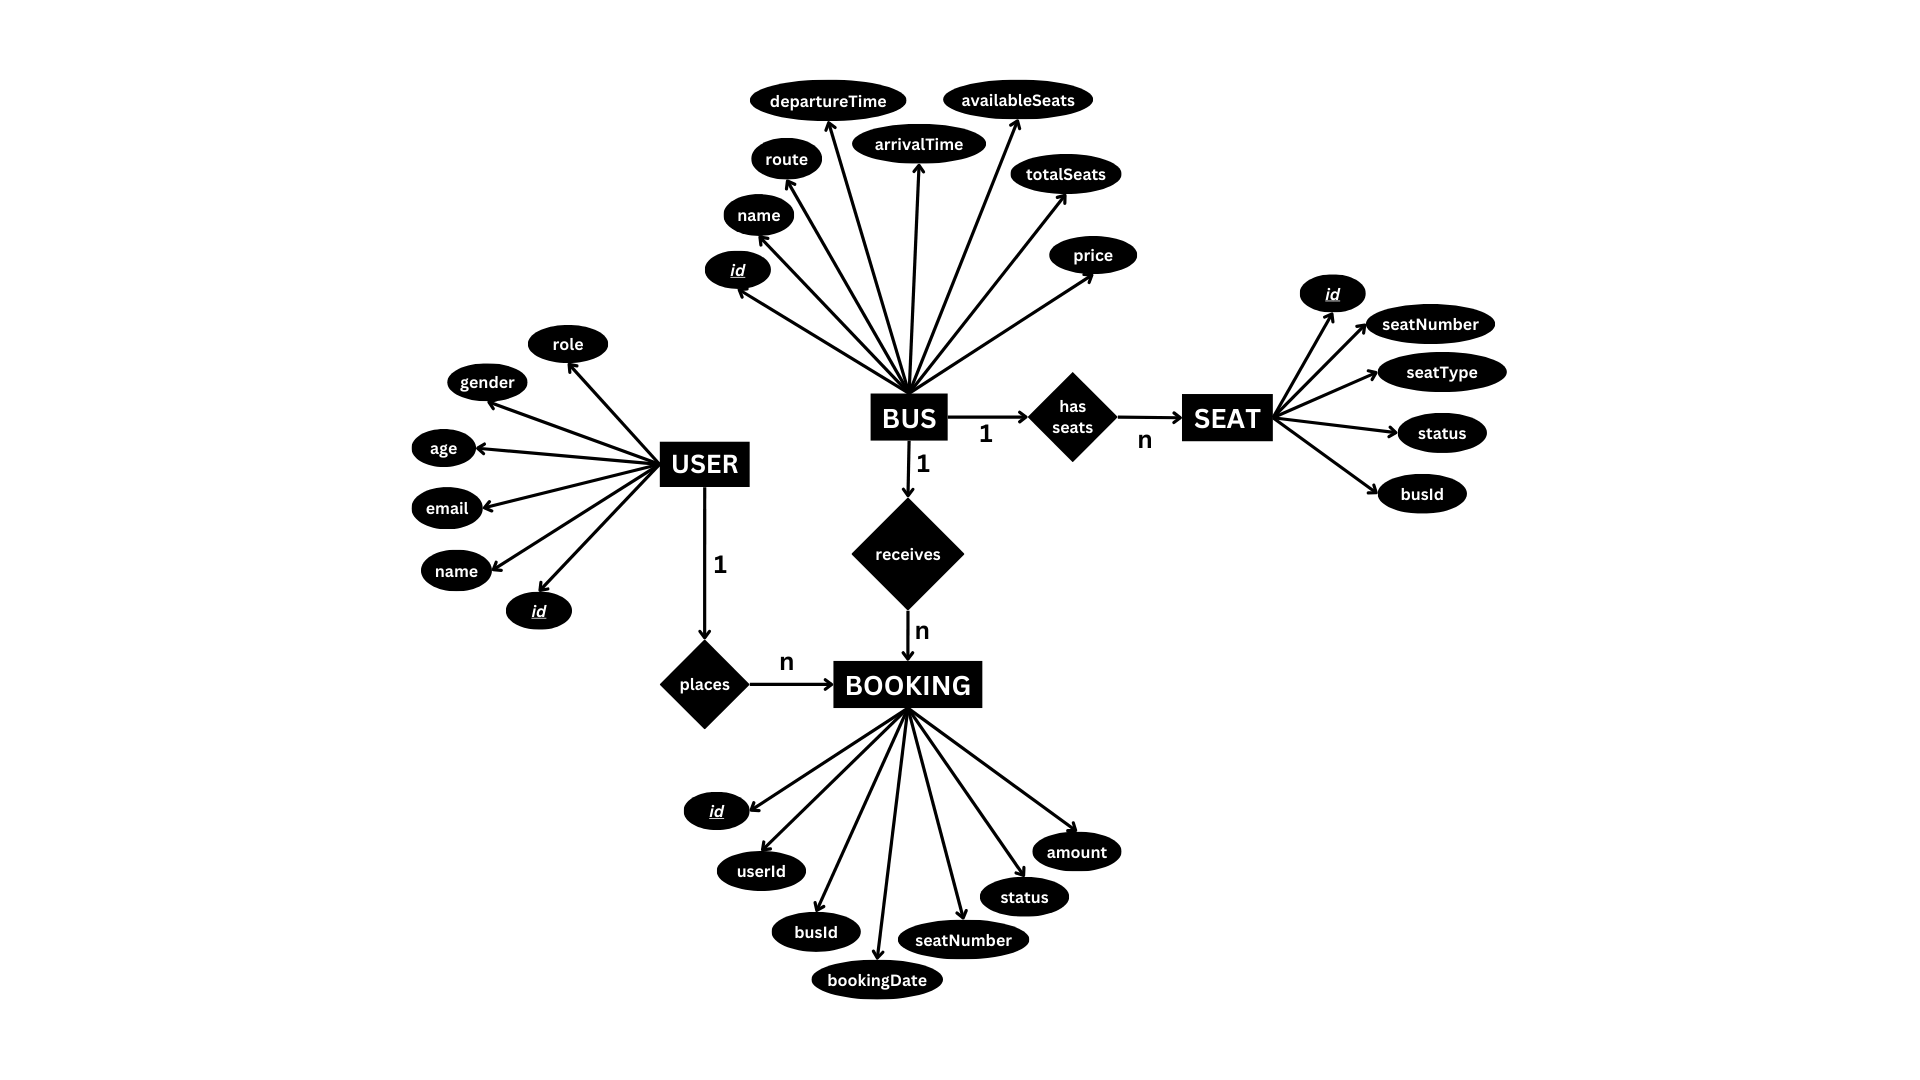 departureTime
availableSeats
arrivalTime
route
totalSeats
name
price
id
id
seatNumber
role
seatType
gender
has
seats
BUS
SEAT
1
n
status
age
USER
1
busId
email
receives
1
name
id
n
n
places
BOOKING
id
amount
userId
status
busId
seatNumber
bookingDate